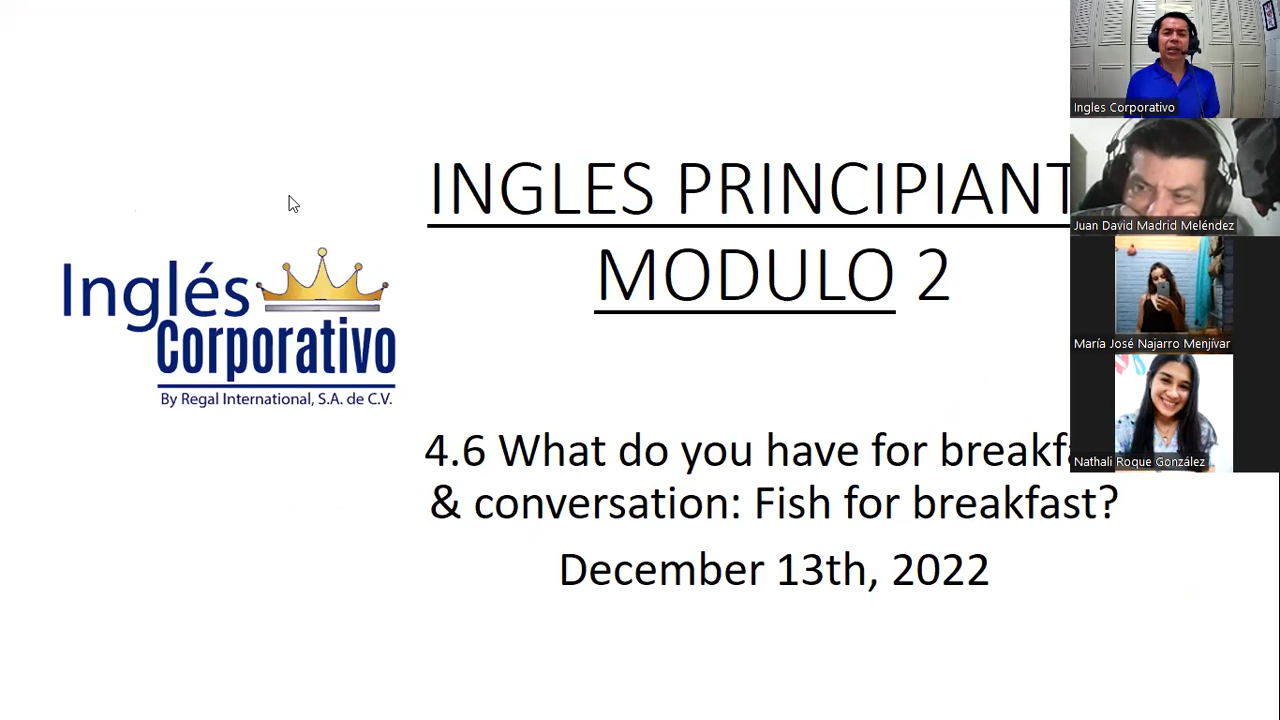 INGLES PRINCIPIANT
MODULO 2
Inglés
Corporativo
By Regal International, S.A. de C.V.
4.6 What do you have for breakf
& conversation: Fish for breakfast?
December 13th, 2022
Ingles Corporativo
Juan David Madrid Meléndez
María José Najarro Menjívar
Nathali Roque González